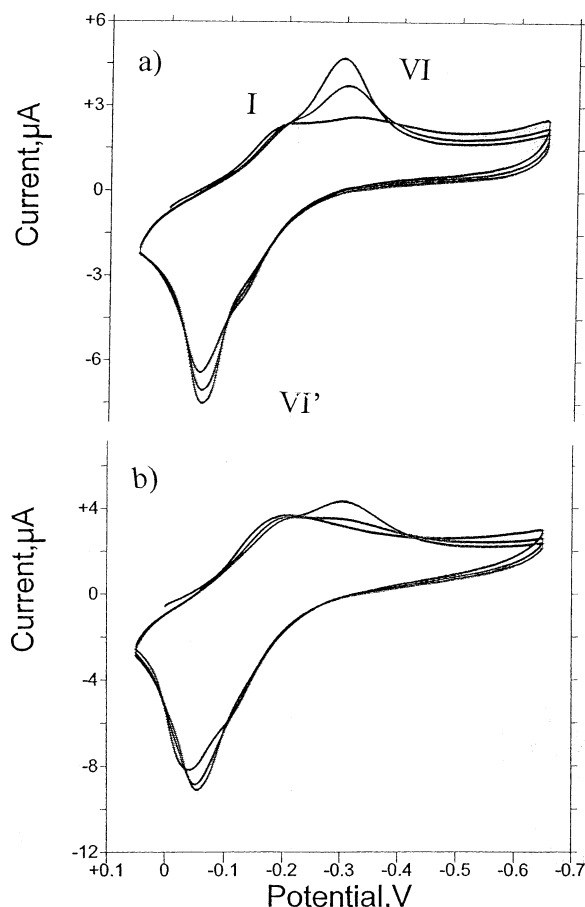 +6
a)
VI
I
+3
0
-3
-6
VI'
Current,µA
b)
+4
0
-4
-8
-12
Current,µA
+0.1 0 -0.1 -0.2 -0.3 -0.4 -0.5 -0.6 -0.7
Potential,V